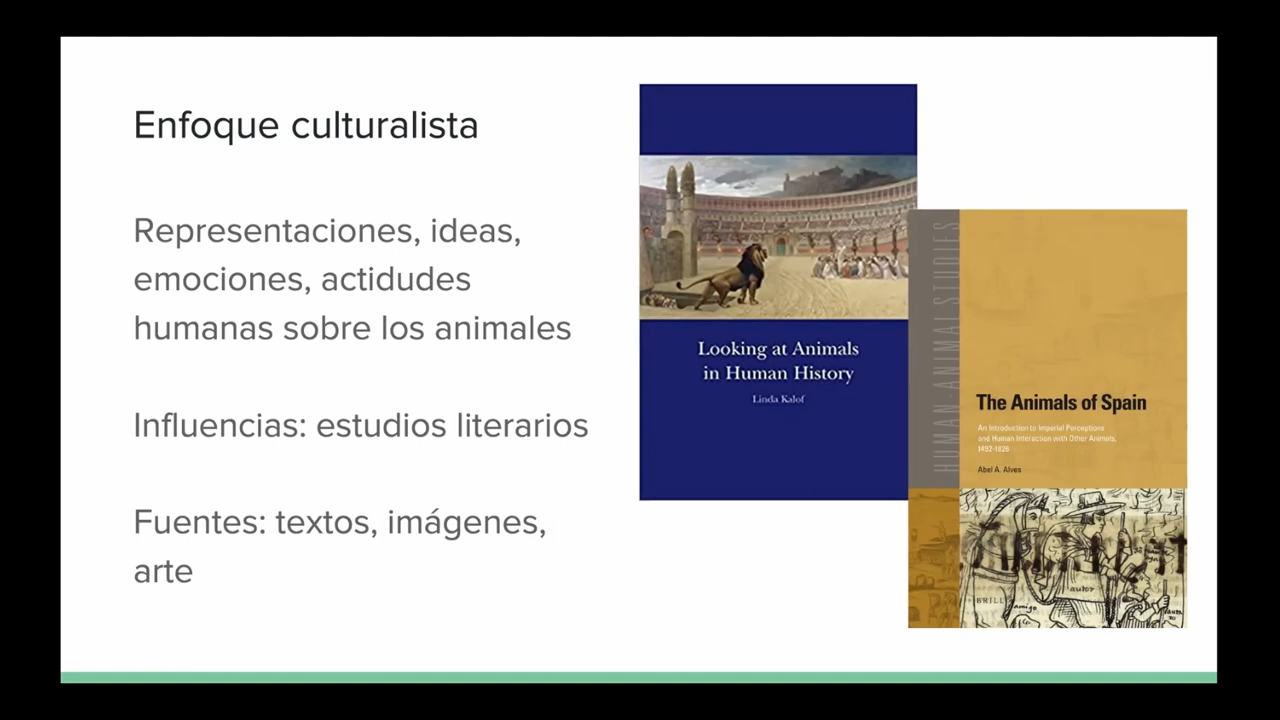 Enfoque culturalista
Representaciones, ideas,
emociones, actidudes
humanas sobre los animales
Influencias: estudios literarios
Fuentes: textos, imágenes,
arte
Looking at Animals
in Human History
Linda Kalof
HUMAN-ANIMAL STUDIES
The Animals of Spain
An Introduction to Imperial Perceptions
and Human Interaction with Other Animals,
1492-1826
Abel A. Alves
autor
BRILL
amigo